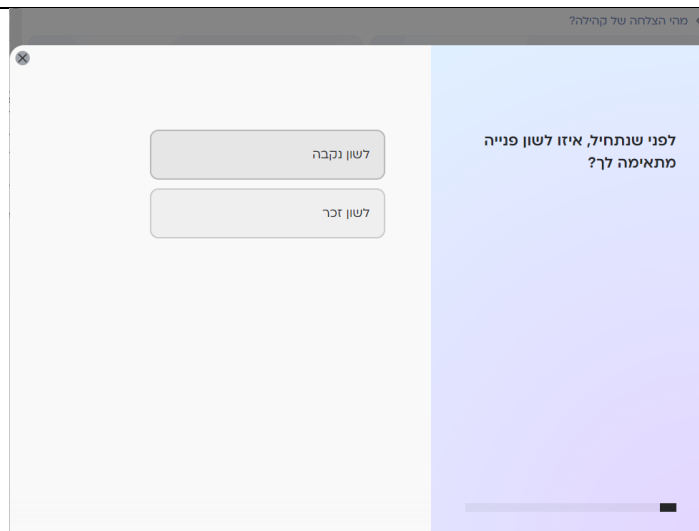 מהי הצלחה של קהילה?
לפני שנתחיל, איזו לשון פנייה
מתאימה לך?
לשון נקבה
לשון זכר